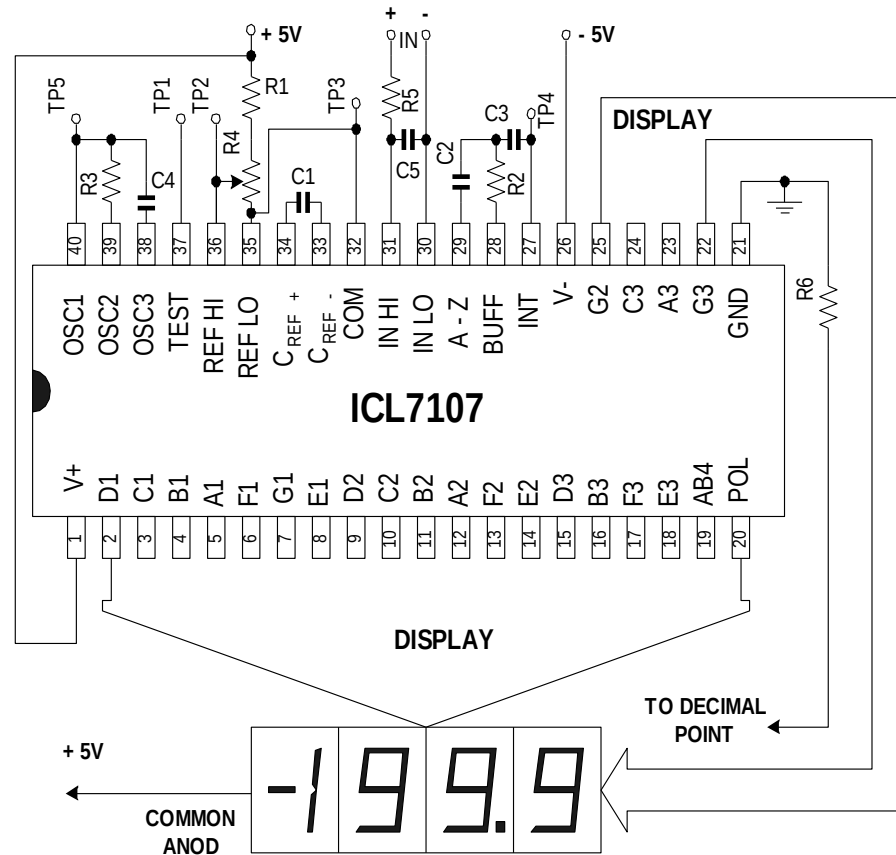 + 5V
+ -
IN
- 5V
TP5
TP1
TP2
R1
R4
TP3
R5
C5
C3
TP4
C2
R2
R3
C4
C1
DISPLAY
R6
40 39 38 37 36 35 34 33 32 31 30 29 28 27 26 25 24 23 22 21
OSC1 OSC2 OSC3 TEST REF HI REF LO CREF + CREF - COM IN HI IN LO A - Z BUFF INT V- G2 C3 A3 G3 GND
ICL7107
V+ D1 C1 B1 A1 F1 G1 E1 D2 C2 B2 A2 F2 E2 D3 B3 F3 E3 AB4 POL
1 2 3 4 5 6 7 8 9 10 11 12 13 14 15 16 17 18 19 20
DISPLAY
TO DECIMAL
POINT
+ 5V
COMMON
ANOD
-199.9